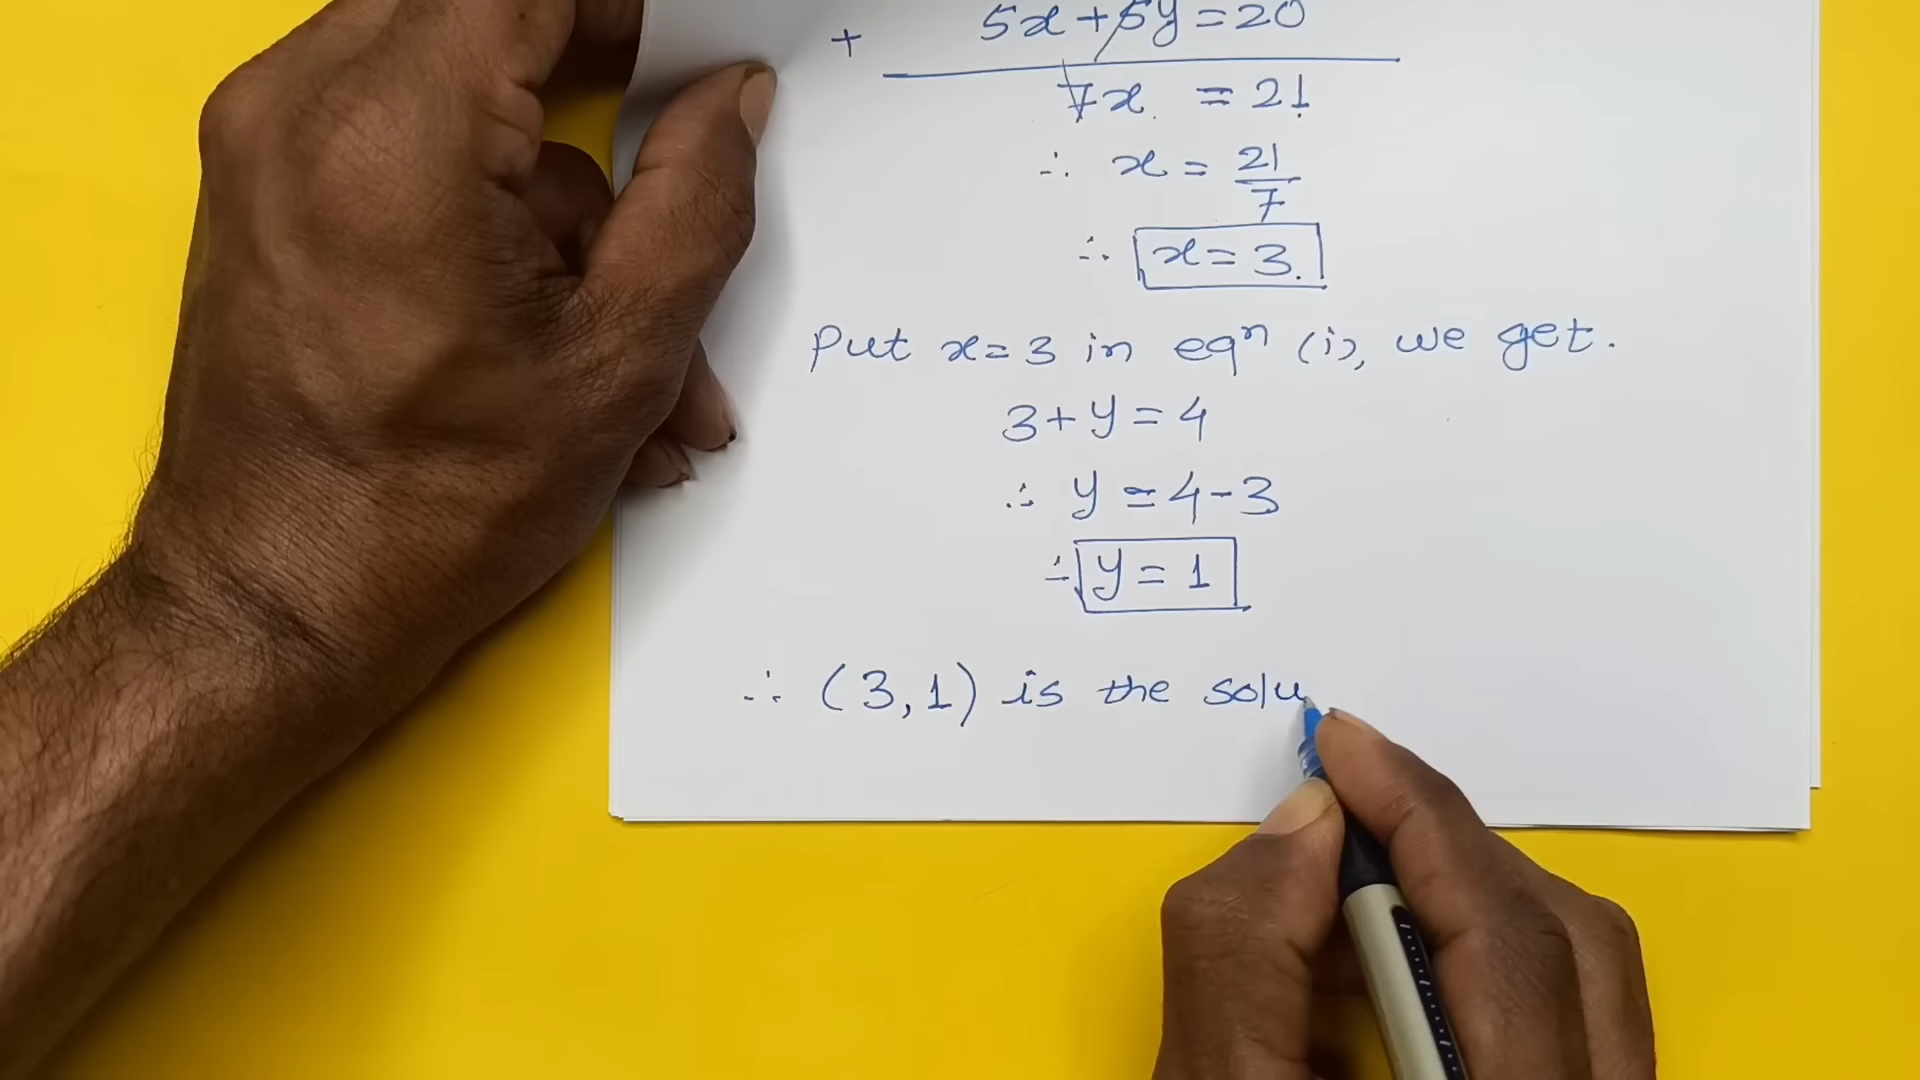 + 5x + 5y = 20
7x = 21
∴ x = 21/7
∴ x = 3.
Put x = 3 in eqⁿ (i), we get.
3 + y = 4
∴ y = 4 - 3
∴ y = 1
∴ (3, 1) is the solu